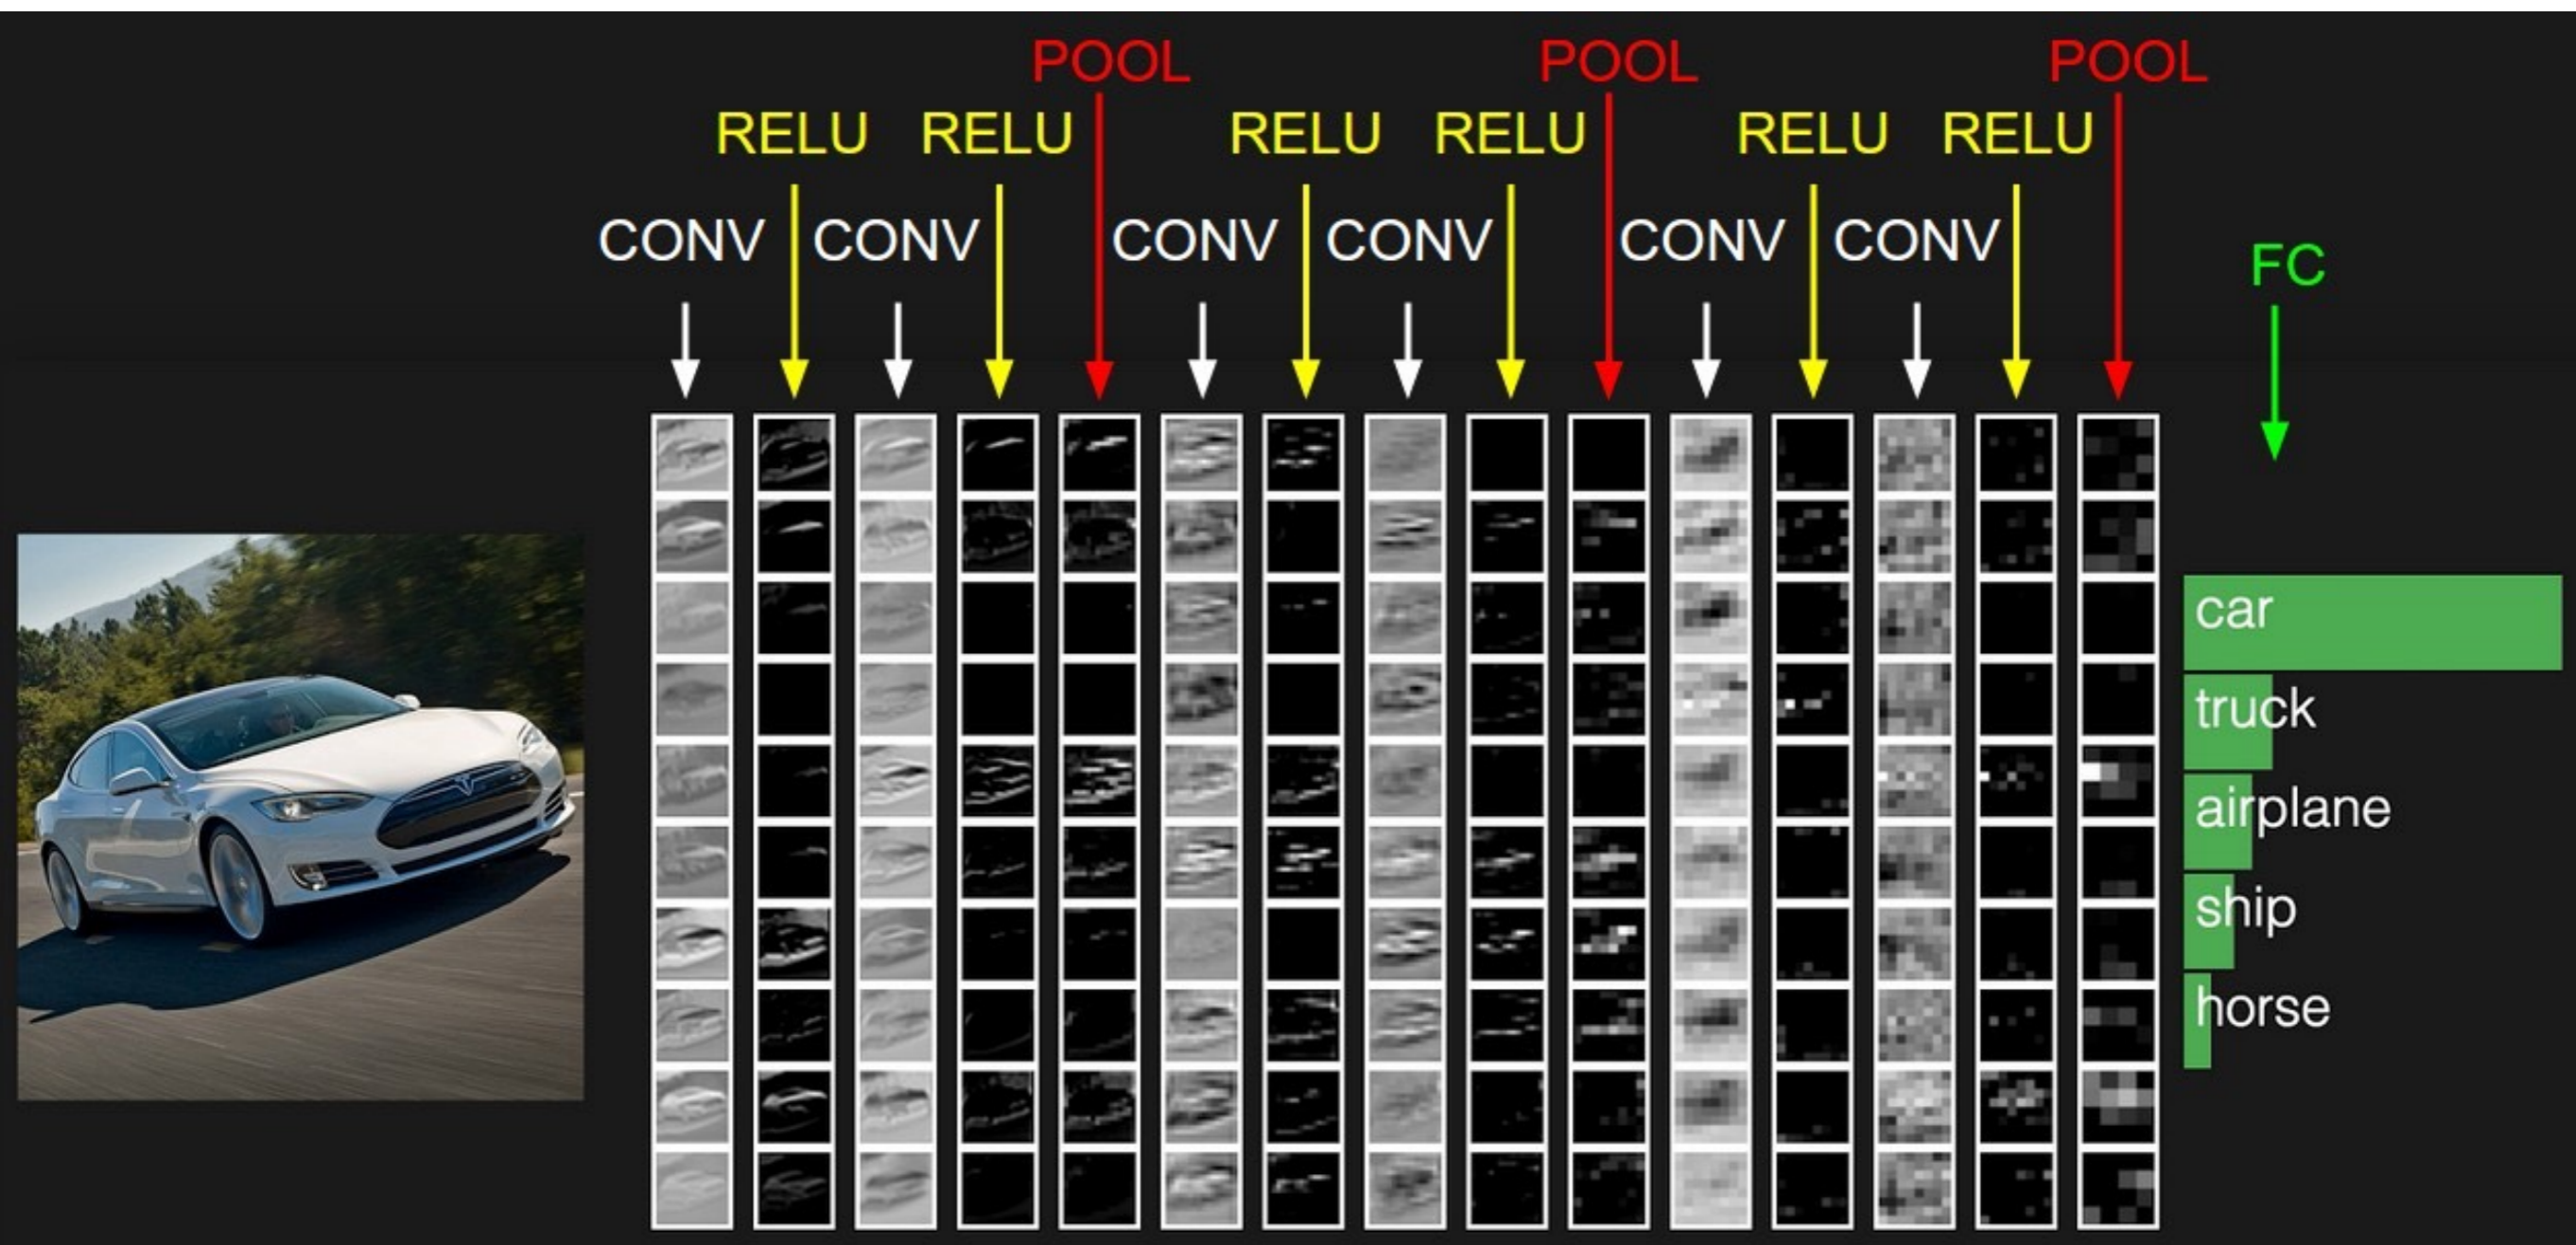 POOL POOL POOL
RELU RELU RELU RELU RELU RELU
CONV CONV CONV CONV CONV CONV
FC
car
truck
airplane
ship
horse